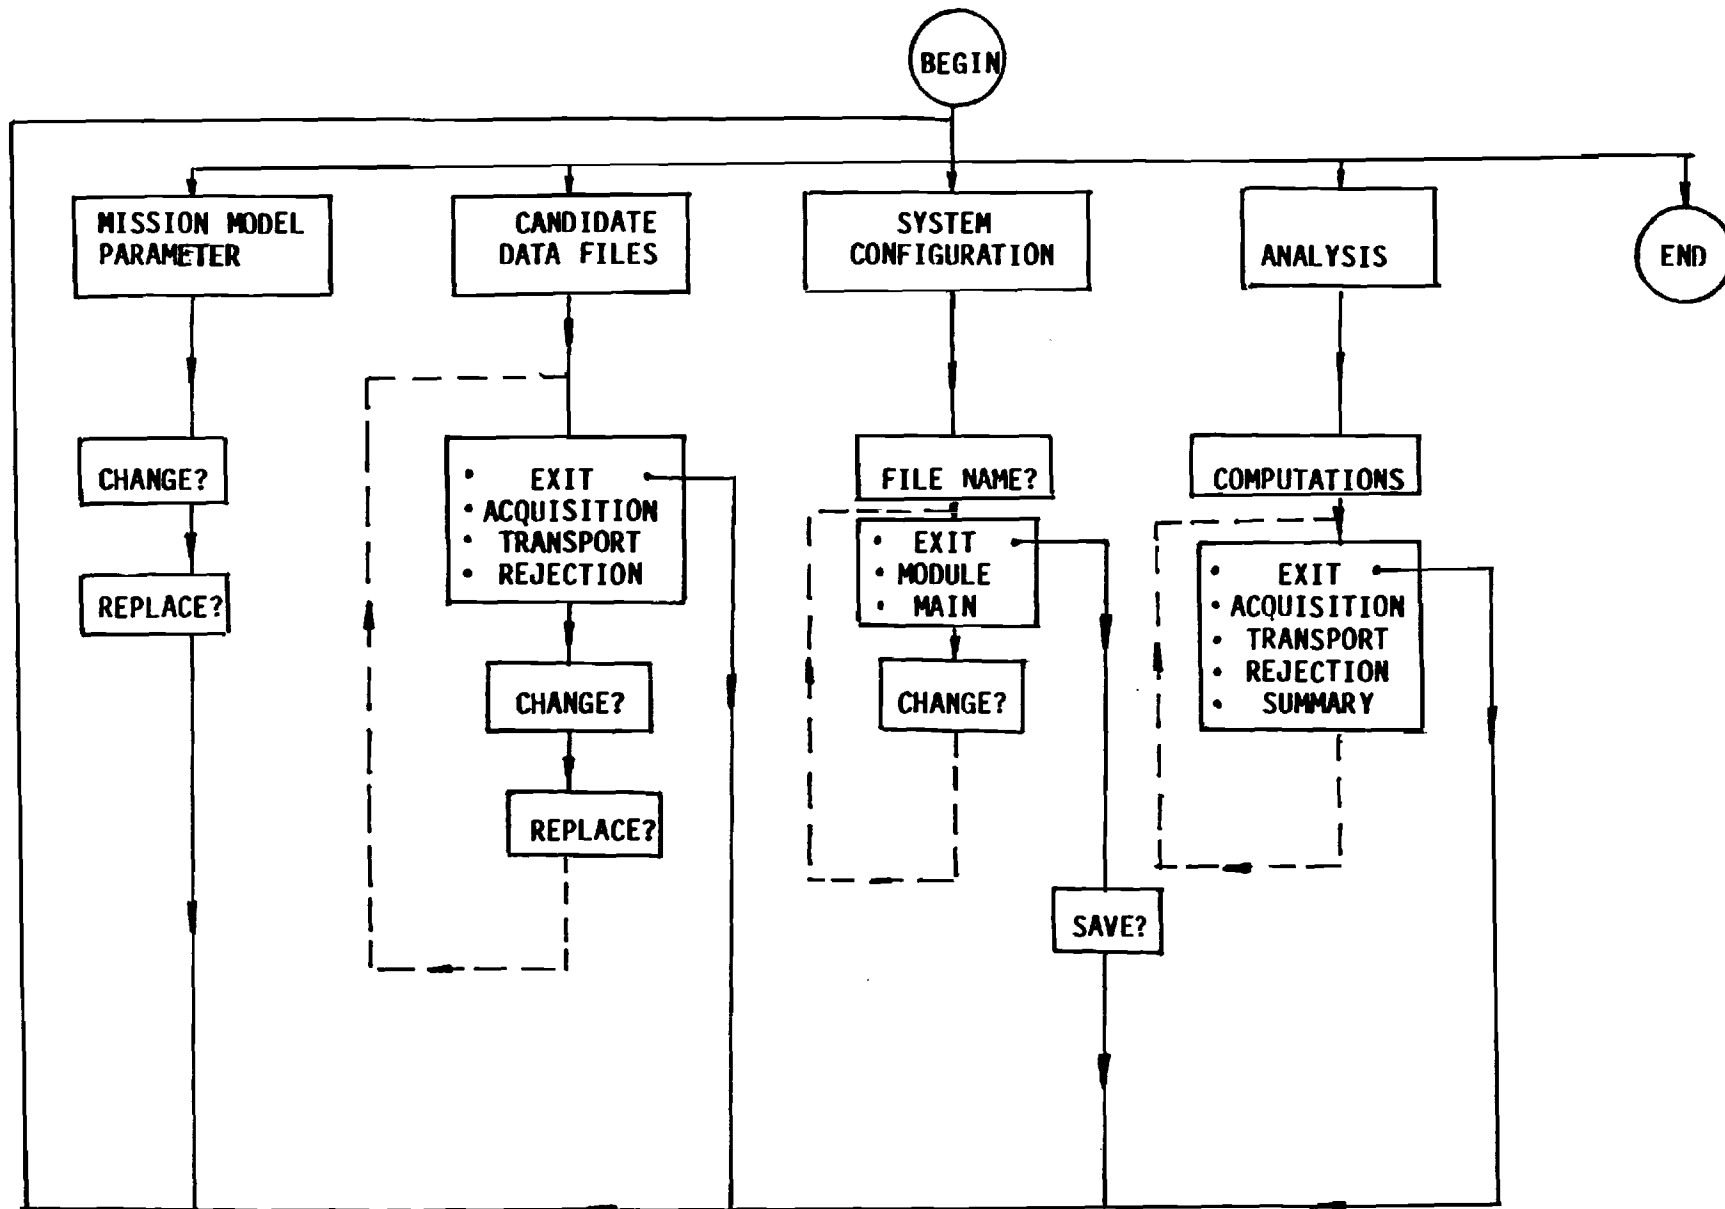 BEGIN
MISSION MODEL
PARAMETER
CANDIDATE
DATA FILES
SYSTEM
CONFIGURATION
ANALYSIS
END
CHANGE?
REPLACE?
• EXIT
• ACQUISITION
• TRANSPORT
• REJECTION
CHANGE?
REPLACE?
FILE NAME?
• EXIT
• MODULE
• MAIN
CHANGE?
SAVE?
COMPUTATIONS
• EXIT
• ACQUISITION
• TRANSPORT
• REJECTION
• SUMMARY